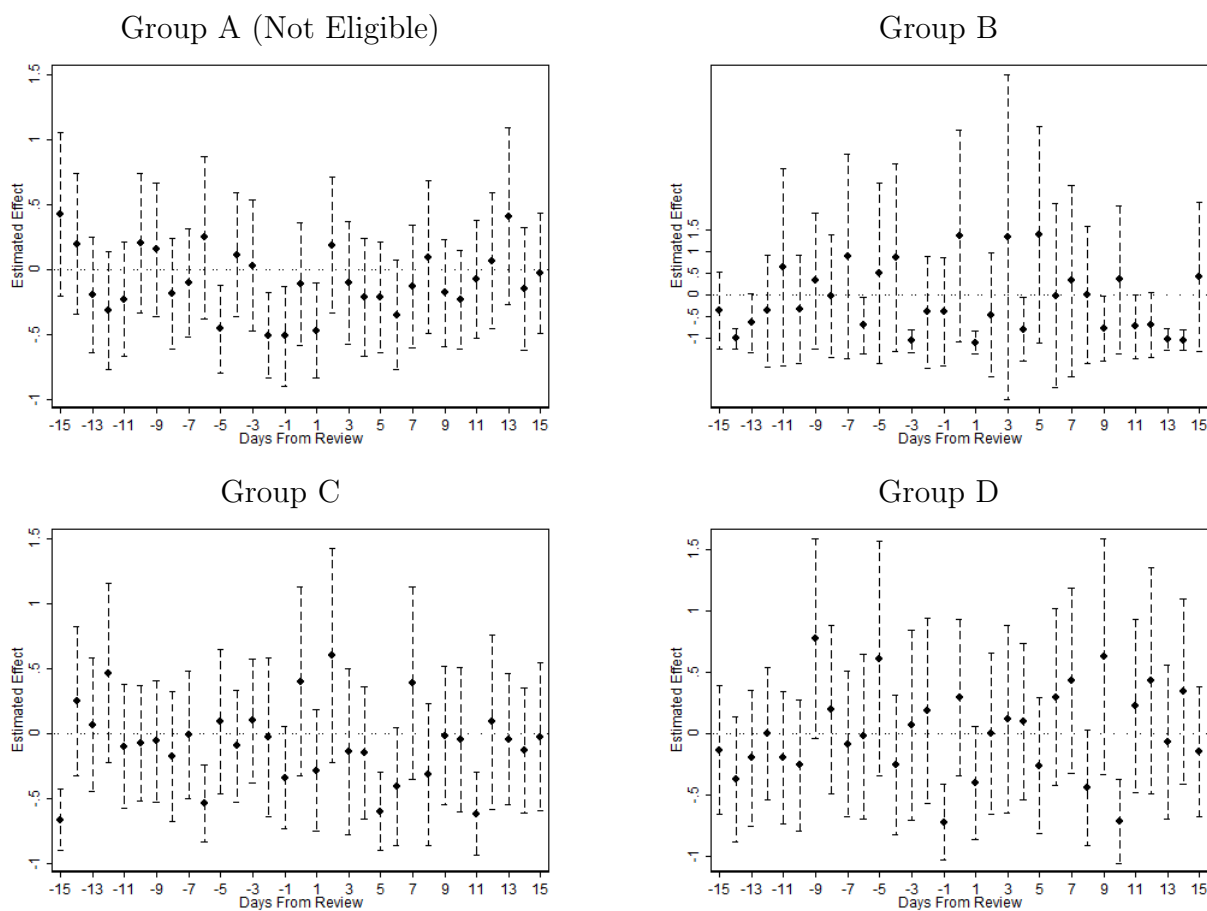 Group A (Not Eligible)
Estimated Effect
1.5
1
.5
0
-.5
-1
-15 -13 -11 -9 -7 -5 -3 -1 1 3 5 7 9 11 13 15
Days From Review
Group B
Estimated Effect
1.5
1
.5
0
-.5
-1
-15 -13 -11 -9 -7 -5 -3 -1 1 3 5 7 9 11 13 15
Days From Review
Group C
Estimated Effect
1.5
1
.5
0
-.5
-1
-15 -13 -11 -9 -7 -5 -3 -1 1 3 5 7 9 11 13 15
Days From Review
Group D
Estimated Effect
1.5
1
.5
0
-.5
-1
-15 -13 -11 -9 -7 -5 -3 -1 1 3 5 7 9 11 13 15
Days From Review